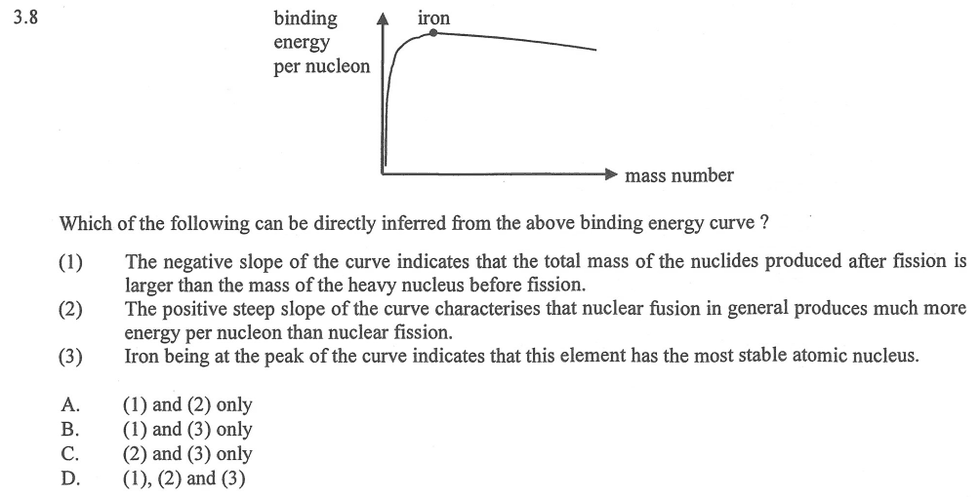 3.8
binding
energy
per nucleon
iron
mass number
Which of the following can be directly inferred from the above binding energy curve ?
(1) The negative slope of the curve indicates that the total mass of the nuclides produced after fission is
larger than the mass of the heavy nucleus before fission.
(2) The positive steep slope of the curve characterises that nuclear fusion in general produces much more
energy per nucleon than nuclear fission.
(3) Iron being at the peak of the curve indicates that this element has the most stable atomic nucleus.
A. (1) and (2) only
B. (1) and (3) only
C. (2) and (3) only
D. (1), (2) and (3)